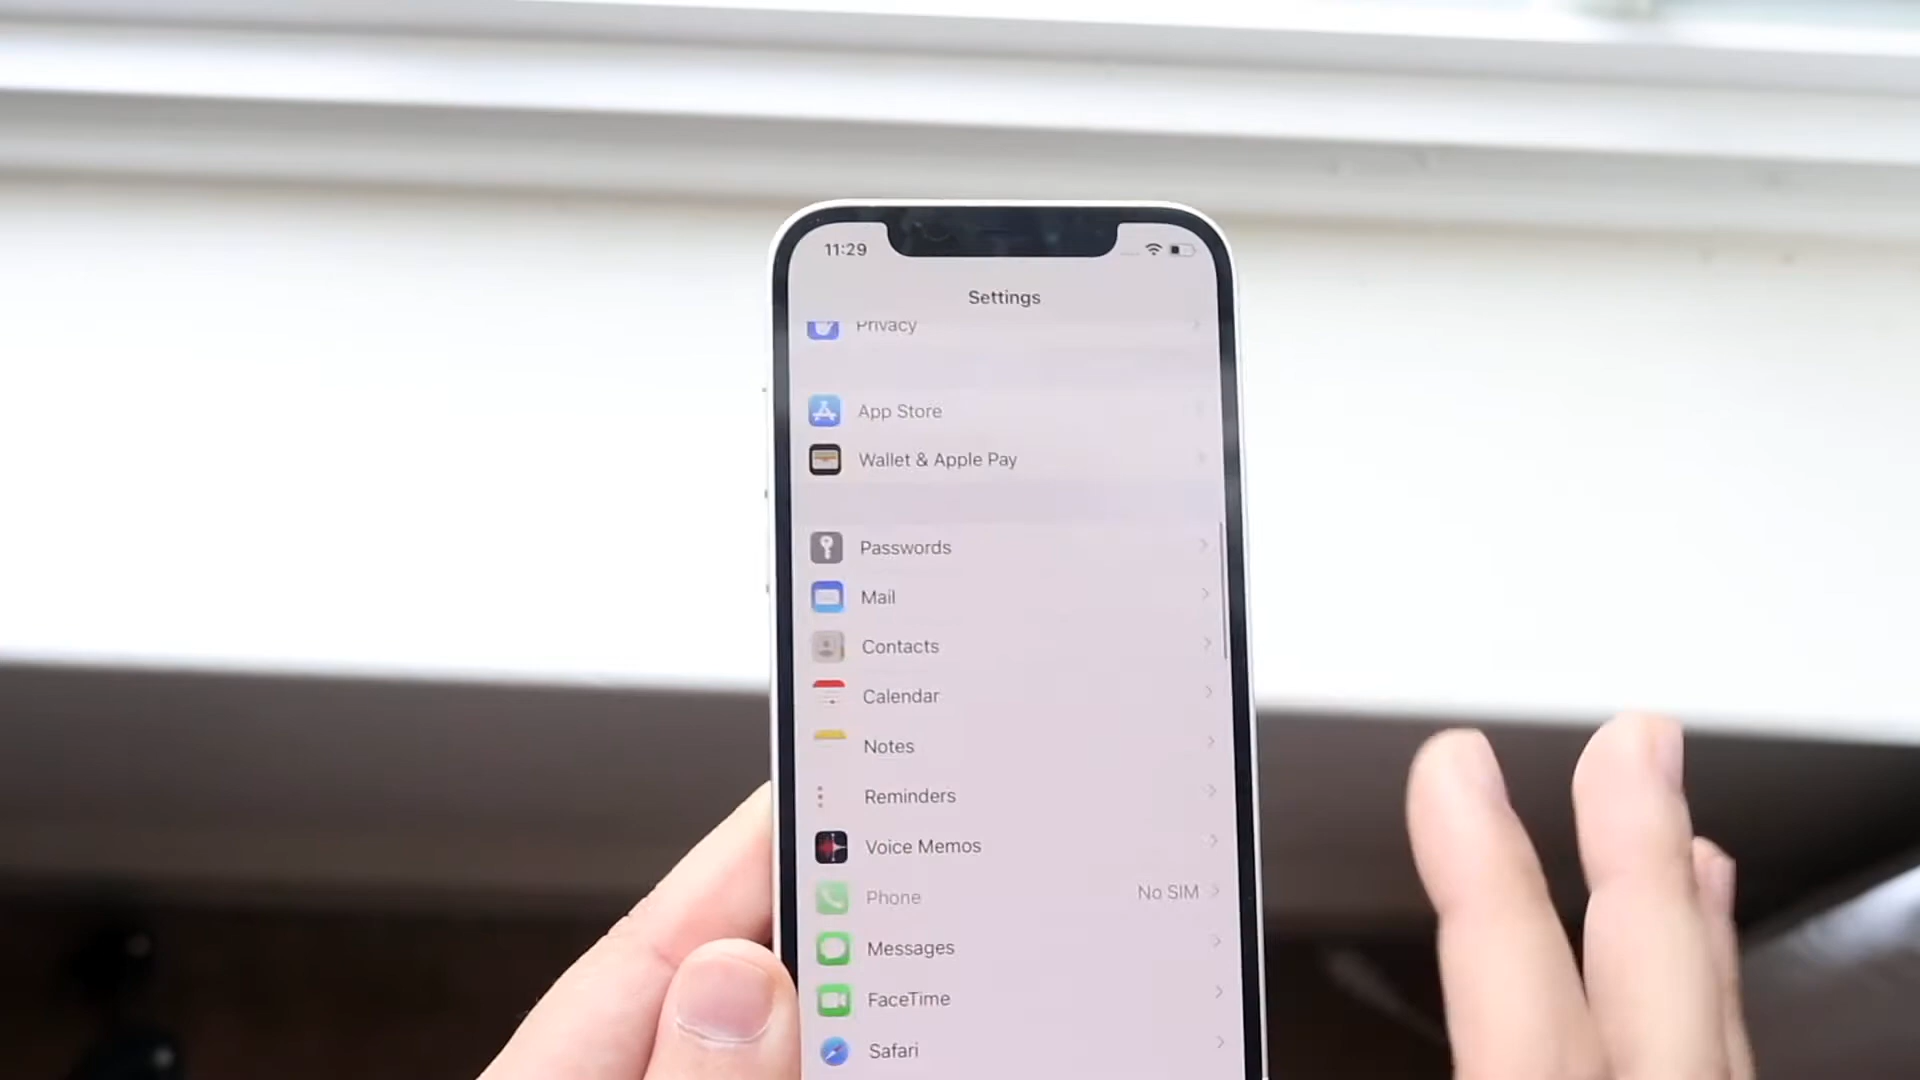 11:29
Settings
Privacy
App Store
Wallet & Apple Pay
Passwords
Mail
Contacts
Calendar
Notes
Reminders
Voice Memos
Phone No SIM
Messages
FaceTime
Safari